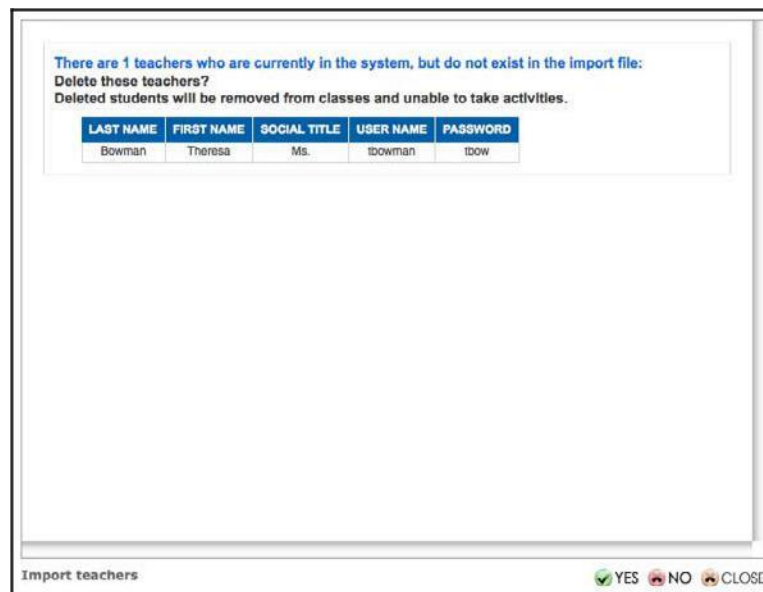 There are 1 teachers who are currently in the system, but do not exist in the import file:
Delete these teachers?
Deleted students will be removed from classes and unable to take activities.
LAST NAME FIRST NAME SOCIAL TITLE USER NAME PASSWORD
Bowman Theresa Ms. tbowman tbow
Import teachers YES NO CLOSE